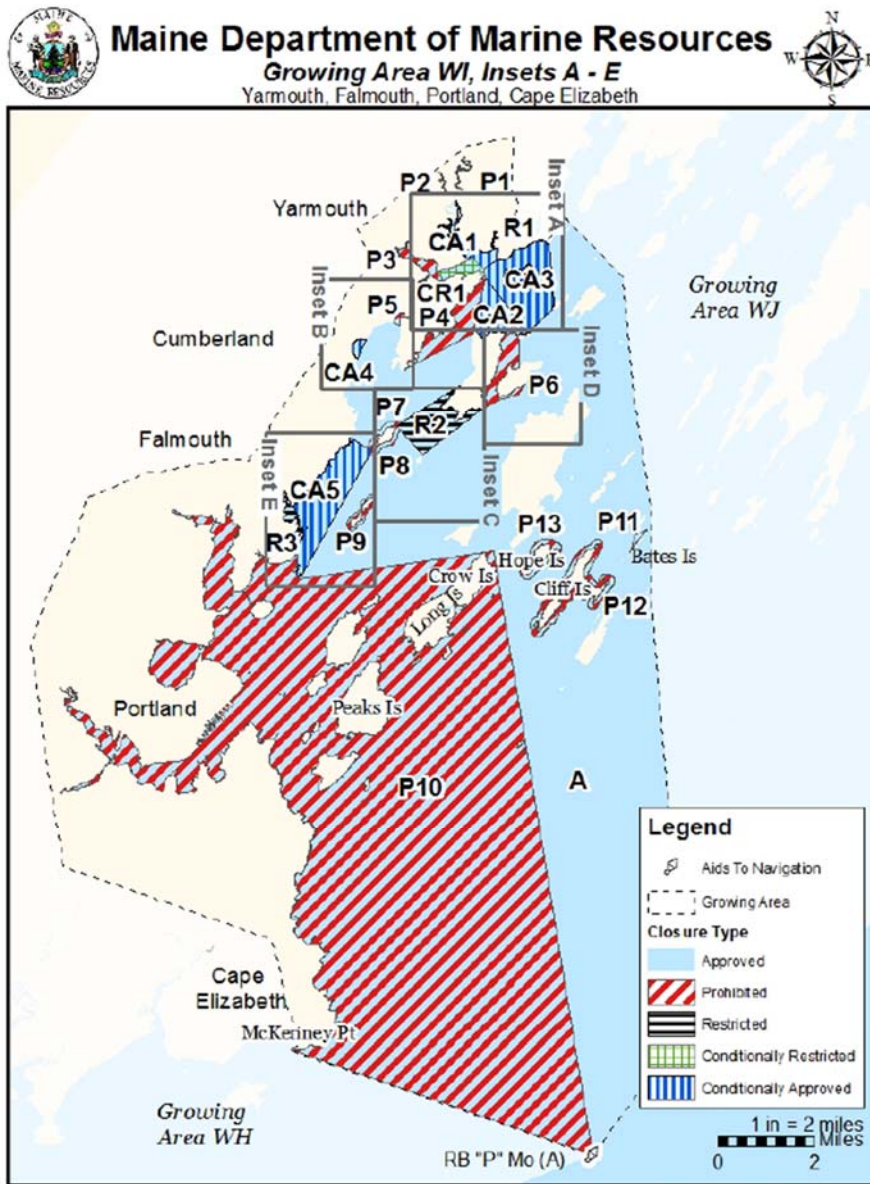 MAINE
MARINE RESOURCES
Maine Department of Marine Resources
Growing Area WI, Insets A - E
Yarmouth, Falmouth, Portland, Cape Elizabeth
N
W
E
S
P2
P1
Inset A
Yarmouth
CA1
R1
P3
CA3
Growing
Area WJ
Inset B
CR1
P5
P4
CA2
Cumberland
Inset D
CA4
P6
P7
R2
Falmouth
Inset E
P8
Inset C
CA5
P13
P11
R3
P9
Hope Is
Bates Is
Crow Is
Cliff Is
Long Is
P12
Portland
Peaks Is
P10
A
Legend
Aids To Navigation
Growing Area
Closure Type
Approved
Prohibited
Restricted
Conditionally Restricted
Conditionally Approved
Cape
Elizabeth
McKeriney Pt
Growing
Area WH
RB "P" Mo (A)
1 in = 2 miles
Miles
0 2